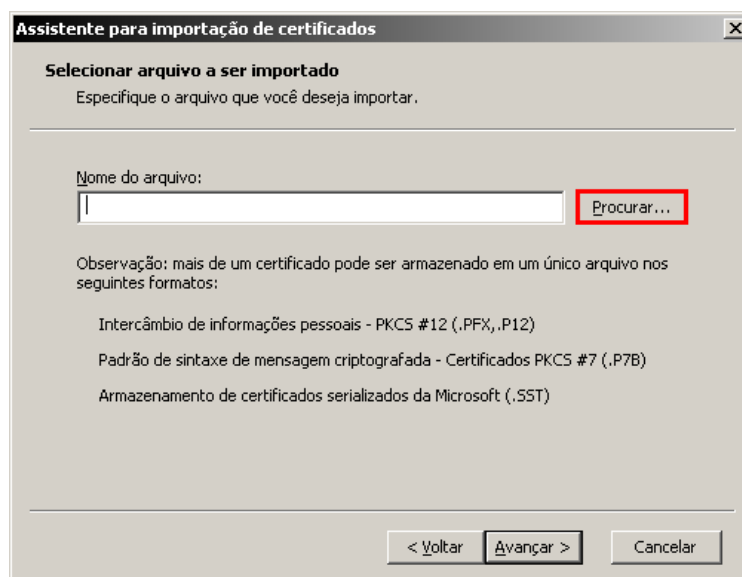 Assistente para importação de certificados
Selecionar arquivo a ser importado
Especifique o arquivo que você deseja importar.
Nome do arquivo:
Procurar...
Observação: mais de um certificado pode ser armazenado em um único arquivo nos
seguintes formatos:
Intercâmbio de informações pessoais - PKCS #12 (.PFX,.P12)
Padrão de sintaxe de mensagem criptografada - Certificados PKCS #7 (.P7B)
Armazenamento de certificados serializados da Microsoft (.SST)
< Voltar Avançar > Cancelar